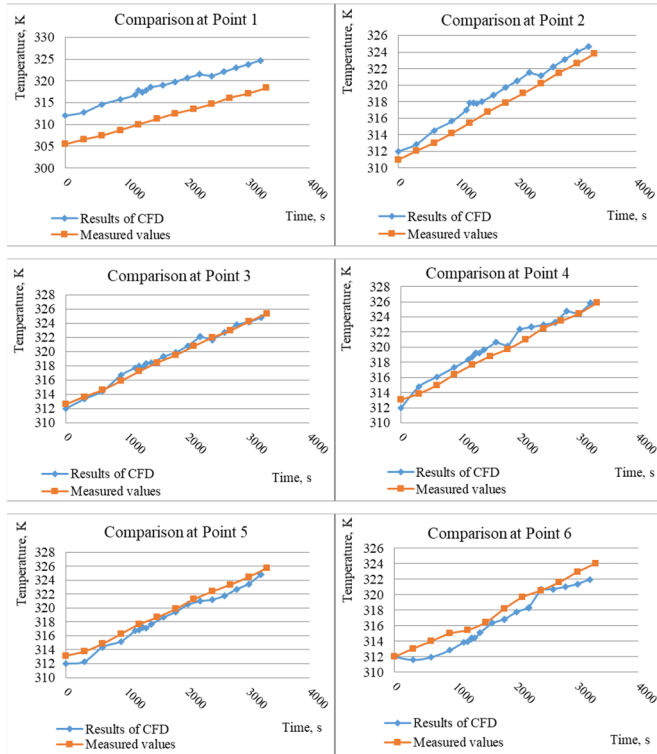 Comparison at Point 1
Temperature, K
330
325
320
315
310
305
300
0
1000
2000
3000
4000
Time, s
Results of CFD
Measured values
Comparison at Point 2
Temperature, K
326
324
322
320
318
316
314
312
310
0
1000
2000
3000
4000
Time, s
Results of CFD
Measured values
Comparison at Point 3
Temperature, K
328
326
324
322
320
318
316
314
312
310
0
1000
2000
3000
4000
Time, s
Results of CFD
Measured values
Comparison at Point 4
Temperature, K
328
326
324
322
320
318
316
314
312
310
0
1000
2000
3000
4000
Time, s
Results of CFD
Measured values
Comparison at Point 5
Temperature, K
328
326
324
322
320
318
316
314
312
310
0
1000
2000
3000
4000
Time, s
Results of CFD
Measured values
Comparison at Point 6
Temperature, K
326
324
322
320
318
316
314
312
310
0
1000
2000
3000
4000
Time, s
Results of CFD
Measured values